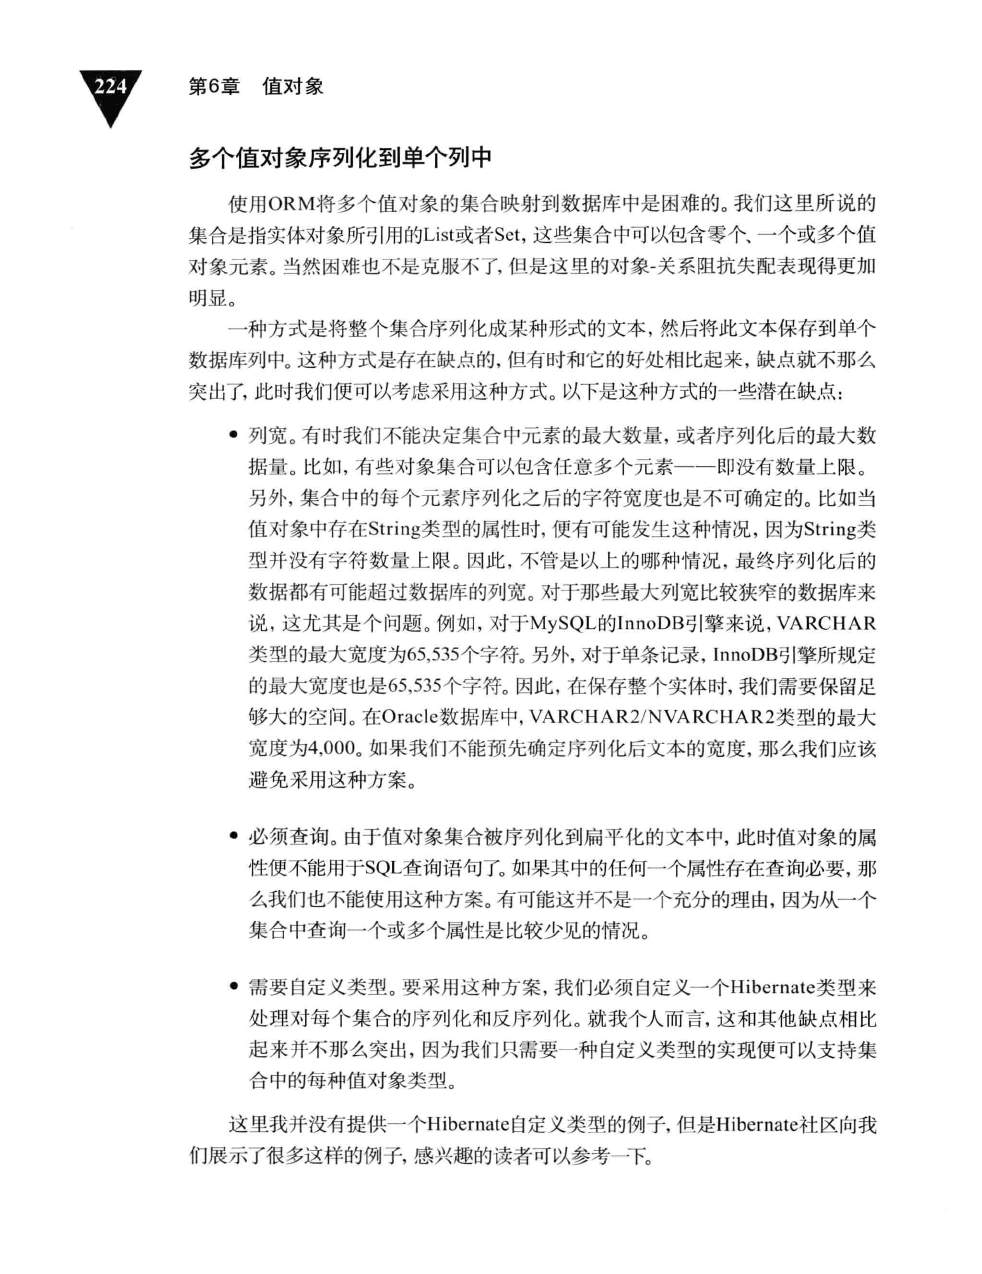 224
第6章 值对象
多个值对象序列化到单个列中
使用ORM将多个值对象的集合映射到数据库中是困难的。我们这里所说的
集合是指实体对象所引用的List或者Set，这些集合中可以包含零个、一个或多个值
对象元素。当然困难也不是克服不了，但是这里的对象-关系阻抗失配表现得更加
明显。
一种方式是将整个集合序列化成某种形式的文本，然后将此文本保存到单个
数据库列中。这种方式是存在缺点的，但有时和它的好处相比起来，缺点就不那么
突出了，此时我们便可以考虑采用这种方式。以下是这种方式的一些潜在缺点：
• 列宽。有时我们不能决定集合中元素的最大数量，或者序列化后的最大数
据量。比如，有些对象集合可以包含任意多个元素——即没有数量上限。
另外，集合中的每个元素序列化之后的字符宽度也是不可确定的。比如当
值对象中存在String类型的属性时，便有可能发生这种情况，因为String类
型并没有字符数量上限。因此，不管是以上的哪种情况，最终序列化后的
数据都有可能超过数据库的列宽。对于那些最大列宽比较狭窄的数据库来
说，这尤其是个问题。例如，对于MySQL的InnoDB引擎来说，VARCHAR
类型的最大宽度为65,535个字符。另外，对于单条记录，InnoDB引擎所规定
的最大宽度也是65,535个字符。因此，在保存整个实体时，我们需要保留足
够大的空间。在Oracle数据库中，VARCHAR2/NVARCHAR2类型的最大
宽度为4,000。如果我们不能预先确定序列化后文本的宽度，那么我们应该
避免采用这种方案。
• 必须查询。由于值对象集合被序列化到扁平化的文本中，此时值对象的属
性便不能用于SQL查询语句了。如果其中的任何一个属性存在查询必要，那
么我们也不能使用这种方案。有可能这并不是一个充分的理由，因为从一个
集合中查询一个或多个属性是比较少见的情况。
• 需要自定义类型。要采用这种方案，我们必须自定义一个Hibernate类型来
处理对每个集合的序列化和反序列化。就我个人而言，这和其他缺点相比
起来并不那么突出，因为我们只需要一种自定义类型的实现便可以支持集
合中的每种值对象类型。
这里我并没有提供一个Hibernate自定义类型的例子，但是Hibernate社区向我
们展示了很多这样的例子，感兴趣的读者可以参考一下。